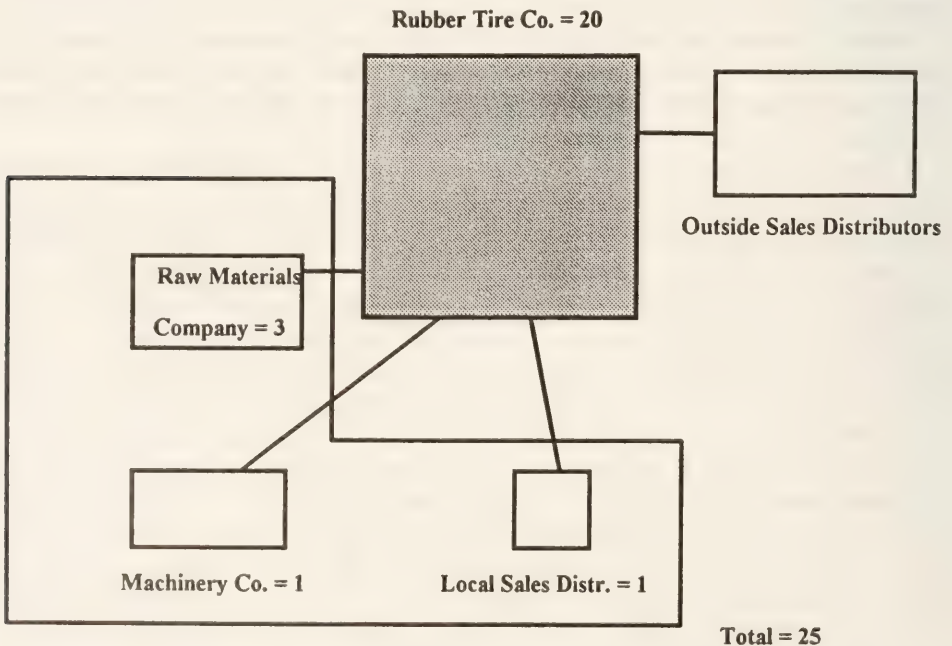 Rubber Tire Co. = 20
Outside Sales Distributors
Raw Materials
Company = 3
Machinery Co. = 1
Local Sales Distr. = 1
Total = 25